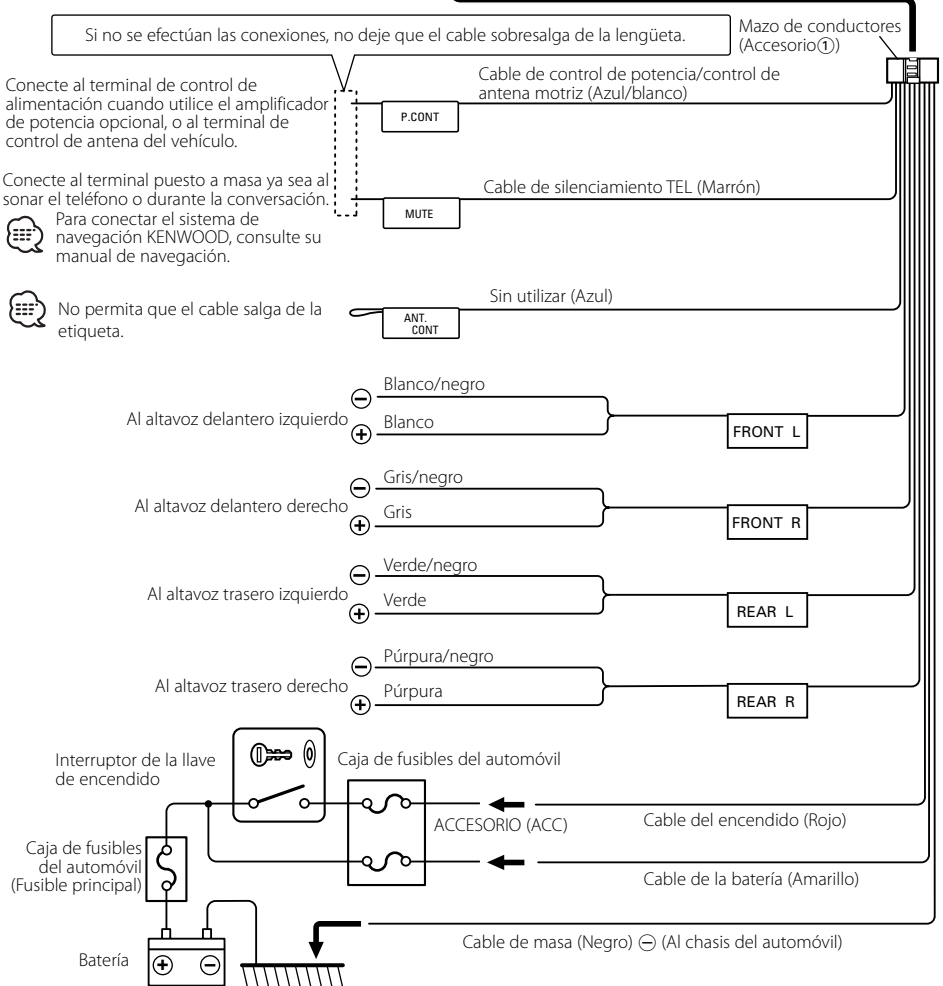 Si no se efectúan las conexiones, no deje que el cable sobresalga de la lengüeta.
Mazo de conductores
(Accesorio①)
Conecte al terminal de control de
alimentación cuando utilice el amplificador
de potencia opcional, o al terminal de
control de antena del vehículo.
Cable de control de potencia/control de
antena motriz (Azul/blanco)
P.CONT
Conecte al terminal puesto a masa ya sea al
sonar el teléfono o durante la conversación.
Cable de silenciamiento TEL (Marrón)
MUTE
Para conectar el sistema de
navegación KENWOOD, consulte su
manual de navegación.
Sin utilizar (Azul)
No permita que el cable salga de la
etiqueta.
ANT.
CONT
Blanco/negro
Al altavoz delantero izquierdo
Blanco
FRONT L
Gris/negro
Al altavoz delantero derecho
Gris
FRONT R
Verde/negro
Al altavoz trasero izquierdo
Verde
REAR L
Púrpura/negro
Al altavoz trasero derecho
Púrpura
REAR R
Interruptor de la llave
de encendido
Caja de fusibles del automóvil
ACCESORIO (ACC)
Cable del encendido (Rojo)
Caja de fusibles
del automóvil
(Fusible principal)
Cable de la batería (Amarillo)
Cable de masa (Negro) ⊖ (Al chasis del automóvil)
Batería